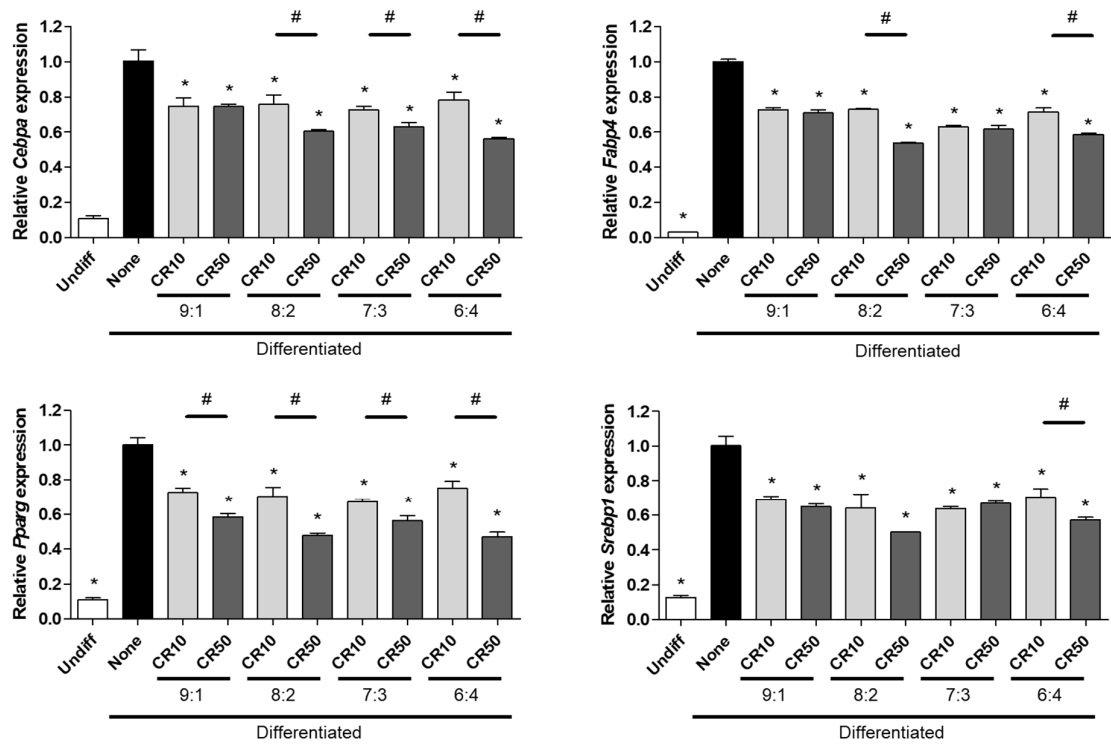 Relative Cebpa expression
1.2
1.0
0.8
0.6
0.4
0.2
0.0
# # #
* * * * * * * *
Undiff None CR10 CR50 CR10 CR50 CR10 CR50 CR10 CR50
9:1 8:2 7:3 6:4
Differentiated
Relative Fabp4 expression
1.2
1.0
0.8
0.6
0.4
0.2
0.0
# #
* * * * * * * * *
Undiff None CR10 CR50 CR10 CR50 CR10 CR50 CR10 CR50
9:1 8:2 7:3 6:4
Differentiated
Relative Pparg expression
1.2
1.0
0.8
0.6
0.4
0.2
0.0
# # # #
* * * * * * * * *
Undiff None CR10 CR50 CR10 CR50 CR10 CR50 CR10 CR50
9:1 8:2 7:3 6:4
Differentiated
Relative Srebp1 expression
1.2
1.0
0.8
0.6
0.4
0.2
0.0
#
* * * * * * * * *
Undiff None CR10 CR50 CR10 CR50 CR10 CR50 CR10 CR50
9:1 8:2 7:3 6:4
Differentiated